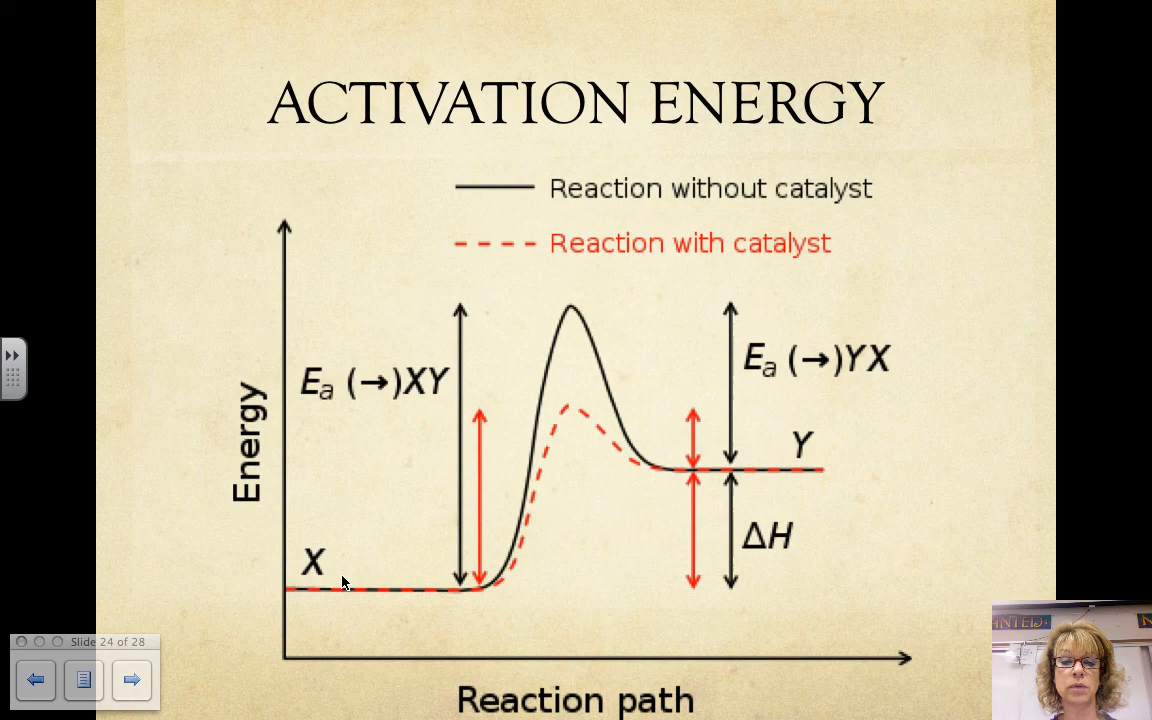 ACTIVATION ENERGY
Reaction without catalyst
Reaction with catalyst
Eₐ (→)XY
Eₐ (→)YX
Energy
Y
X
ΔH
Slide 24 of 28
Reaction path